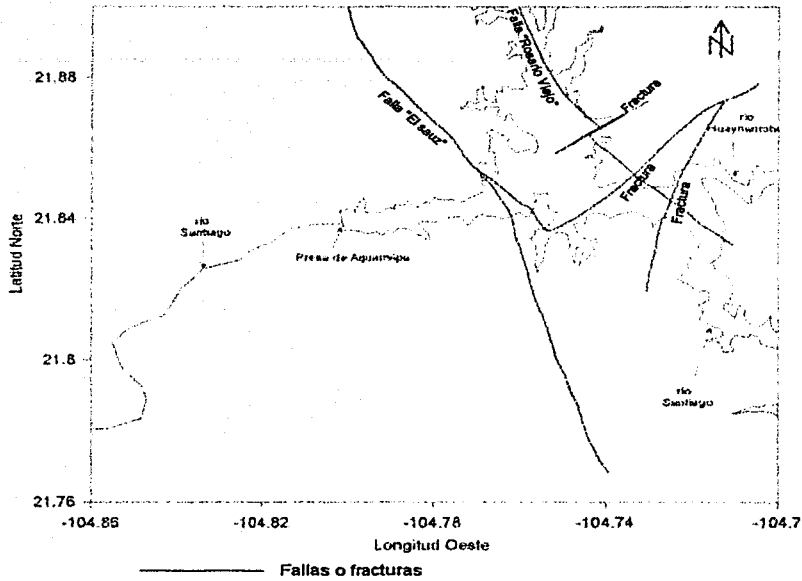 N
Falla "Rosario Viejo"
21.88
Fractura
Falla "El sauz"
río
Fractura
Fractura
21.84
río
Santiago
Presa de Aguamilpa
Latitud Norte
21.8
río
Santiago
21.76
-104.86 -104.82 -104.78 -104.74 -104.7
Longitud Oeste
Fallas o fracturas